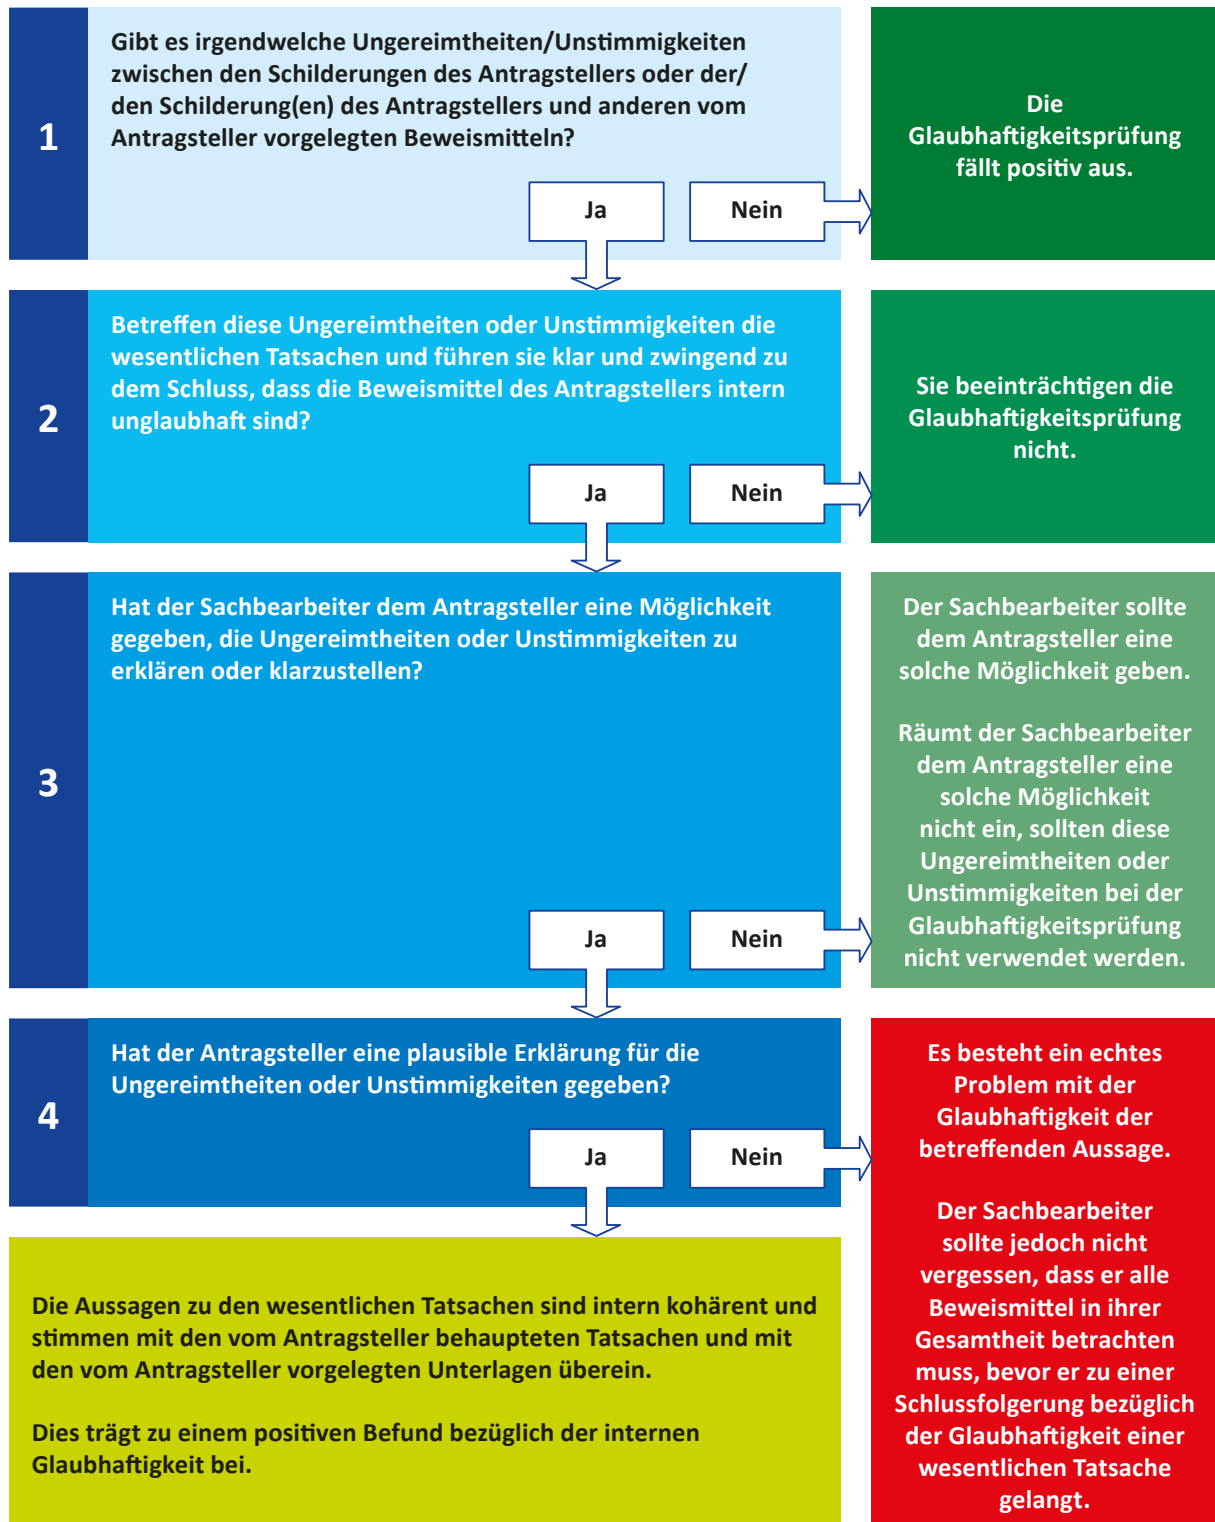 1
Gibt es irgendwelche Ungereimtheiten/Unstimmigkeiten
zwischen den Schilderungen des Antragstellers oder der/
den Schilderung(en) des Antragstellers und anderen vom
Antragsteller vorgelegten Beweismitteln?
Ja
Nein
Die
Glaubhaftigkeitsprüfung
fällt positiv aus.
2
Betreffen diese Ungereimtheiten oder Unstimmigkeiten die
wesentlichen Tatsachen und führen sie klar und zwingend zu
dem Schluss, dass die Beweismittel des Antragstellers intern
unglaubhaft sind?
Ja
Nein
Sie beeinträchtigen die
Glaubhaftigkeitsprüfung
nicht.
3
Hat der Sachbearbeiter dem Antragsteller eine Möglichkeit
gegeben, die Ungereimtheiten oder Unstimmigkeiten zu
erklären oder klarzustellen?
Ja
Nein
Der Sachbearbeiter sollte
dem Antragsteller eine
solche Möglichkeit geben.
Räumt der Sachbearbeiter
dem Antragsteller eine
solche Möglichkeit
nicht ein, sollten diese
Ungereimtheiten oder
Unstimmigkeiten bei der
Glaubhaftigkeitsprüfung
nicht verwendet werden.
4
Hat der Antragsteller eine plausible Erklärung für die
Ungereimtheiten oder Unstimmigkeiten gegeben?
Ja
Nein
Es besteht ein echtes
Problem mit der
Glaubhaftigkeit der
betreffenden Aussage.
Der Sachbearbeiter
sollte jedoch nicht
vergessen, dass er alle
Beweismittel in ihrer
Gesamtheit betrachten
muss, bevor er zu einer
Schlussfolgerung bezüglich
der Glaubhaftigkeit einer
wesentlichen Tatsache
gelangt.
Die Aussagen zu den wesentlichen Tatsachen sind intern kohärent und
stimmen mit den vom Antragsteller behaupteten Tatsachen und mit
den vom Antragsteller vorgelegten Unterlagen überein.
Dies trägt zu einem positiven Befund bezüglich der internen
Glaubhaftigkeit bei.